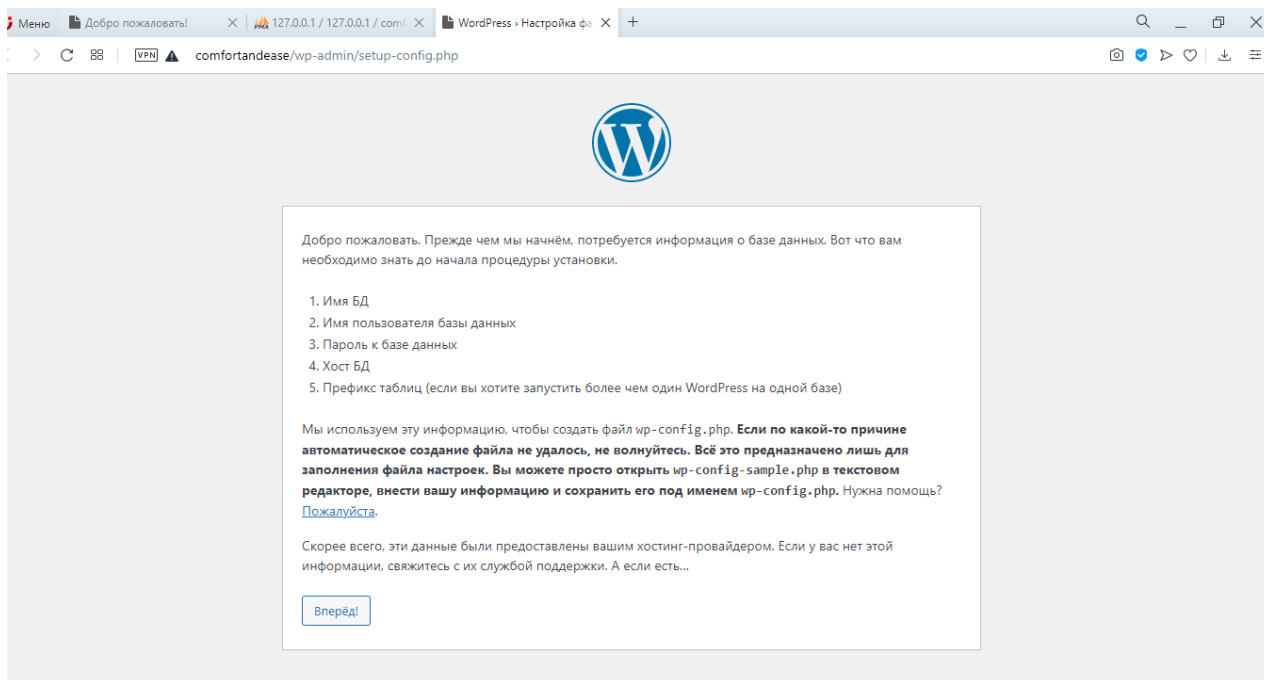 Меню Добро пожаловать! 127.0.0.1 / 127.0.0.1 / com WordPress › Настройка фа
VPN comfortandease/wp-admin/setup-config.php
Добро пожаловать. Прежде чем мы начнём, потребуется информация о базе данных. Вот что вам
необходимо знать до начала процедуры установки.
1. Имя БД
2. Имя пользователя базы данных
3. Пароль к базе данных
4. Хост БД
5. Префикс таблиц (если вы хотите запустить более чем один WordPress на одной базе)
Мы используем эту информацию, чтобы создать файл wp-config.php. Если по какой-то причине
автоматическое создание файла не удалось, не волнуйтесь. Всё это предназначено лишь для
заполнения файла настроек. Вы можете просто открыть wp-config-sample.php в текстовом
редакторе, внести вашу информацию и сохранить его под именем wp-config.php. Нужна помощь?
Пожалуйста.
Скорее всего, эти данные были предоставлены вашим хостинг-провайдером. Если у вас нет этой
информации, свяжитесь с их службой поддержки. А если есть...
Вперёд!